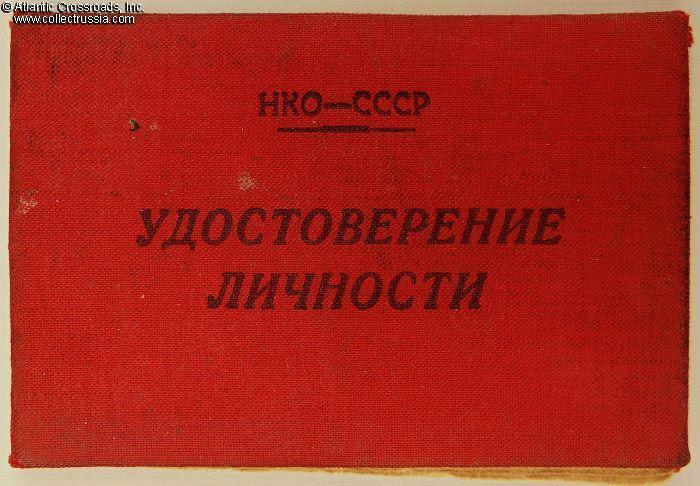 © Atlantic Crossroads, Inc.
www.collectrussia.com
НКО—СССР
УДОСТОВЕРЕНИЕ
ЛИЧНОСТИ